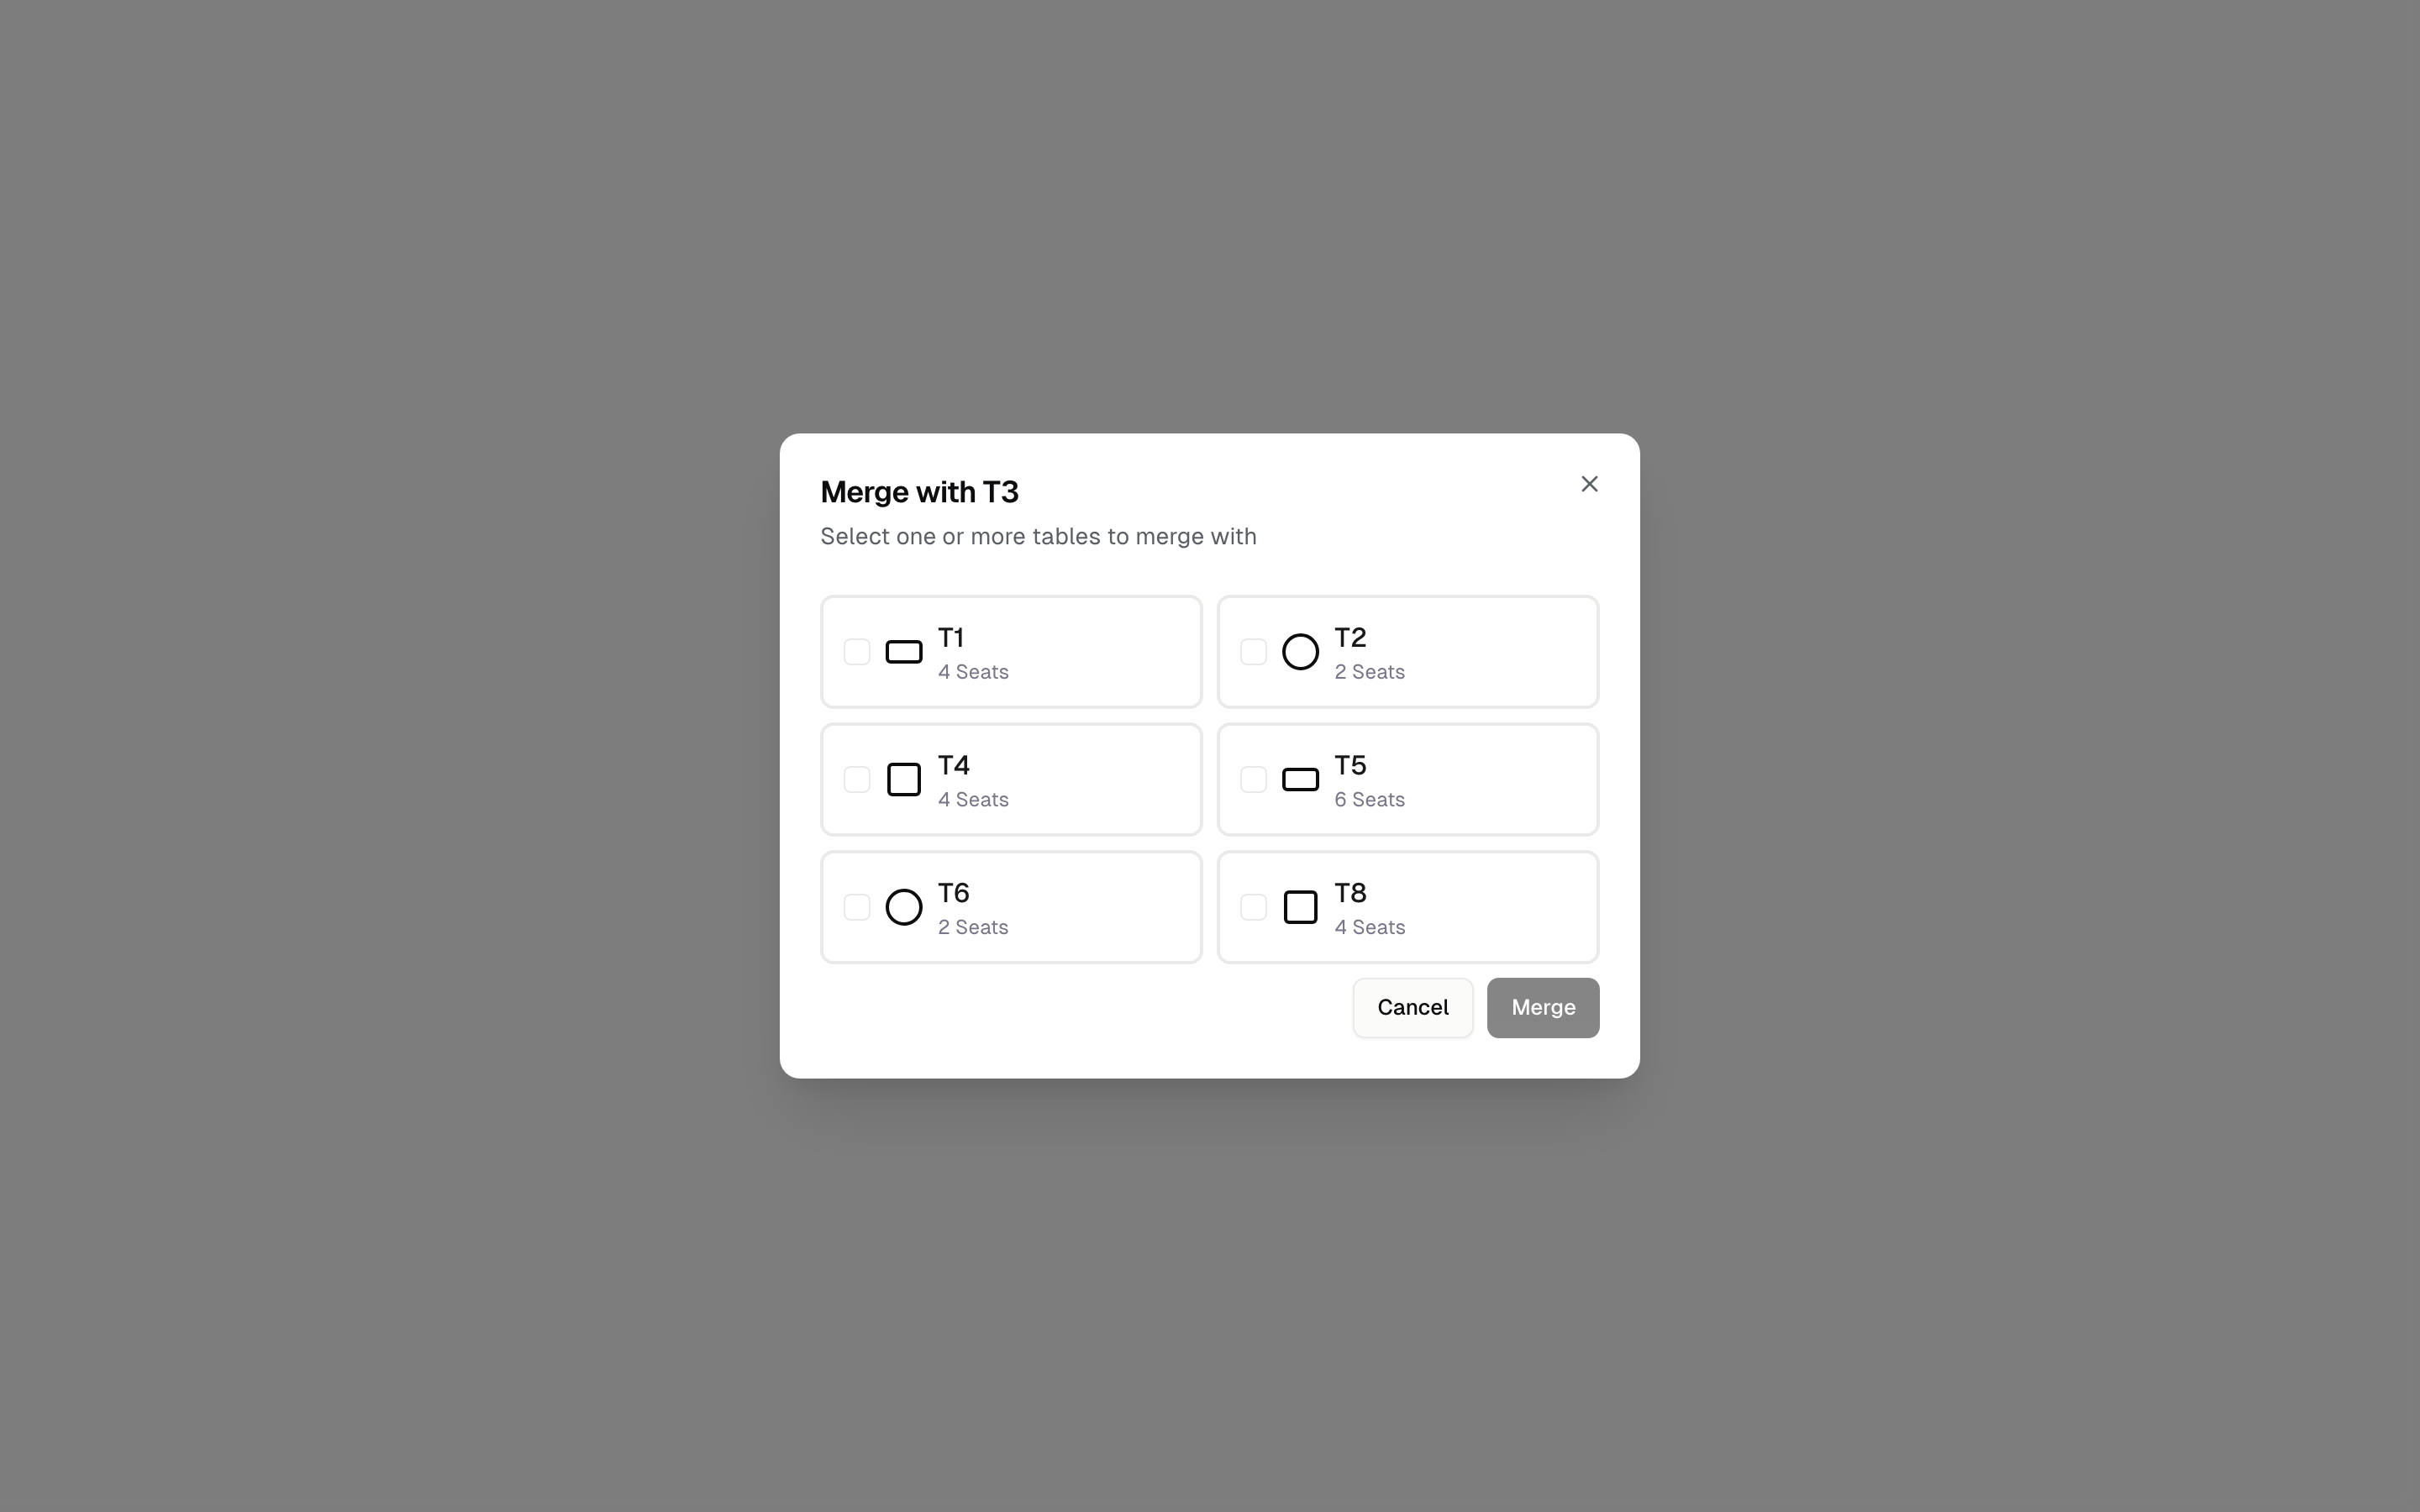 Merge with T3
Select one or more tables to merge with
T1
4 Seats
T2
2 Seats
T4
4 Seats
T5
6 Seats
T6
2 Seats
T8
4 Seats
Cancel
Merge